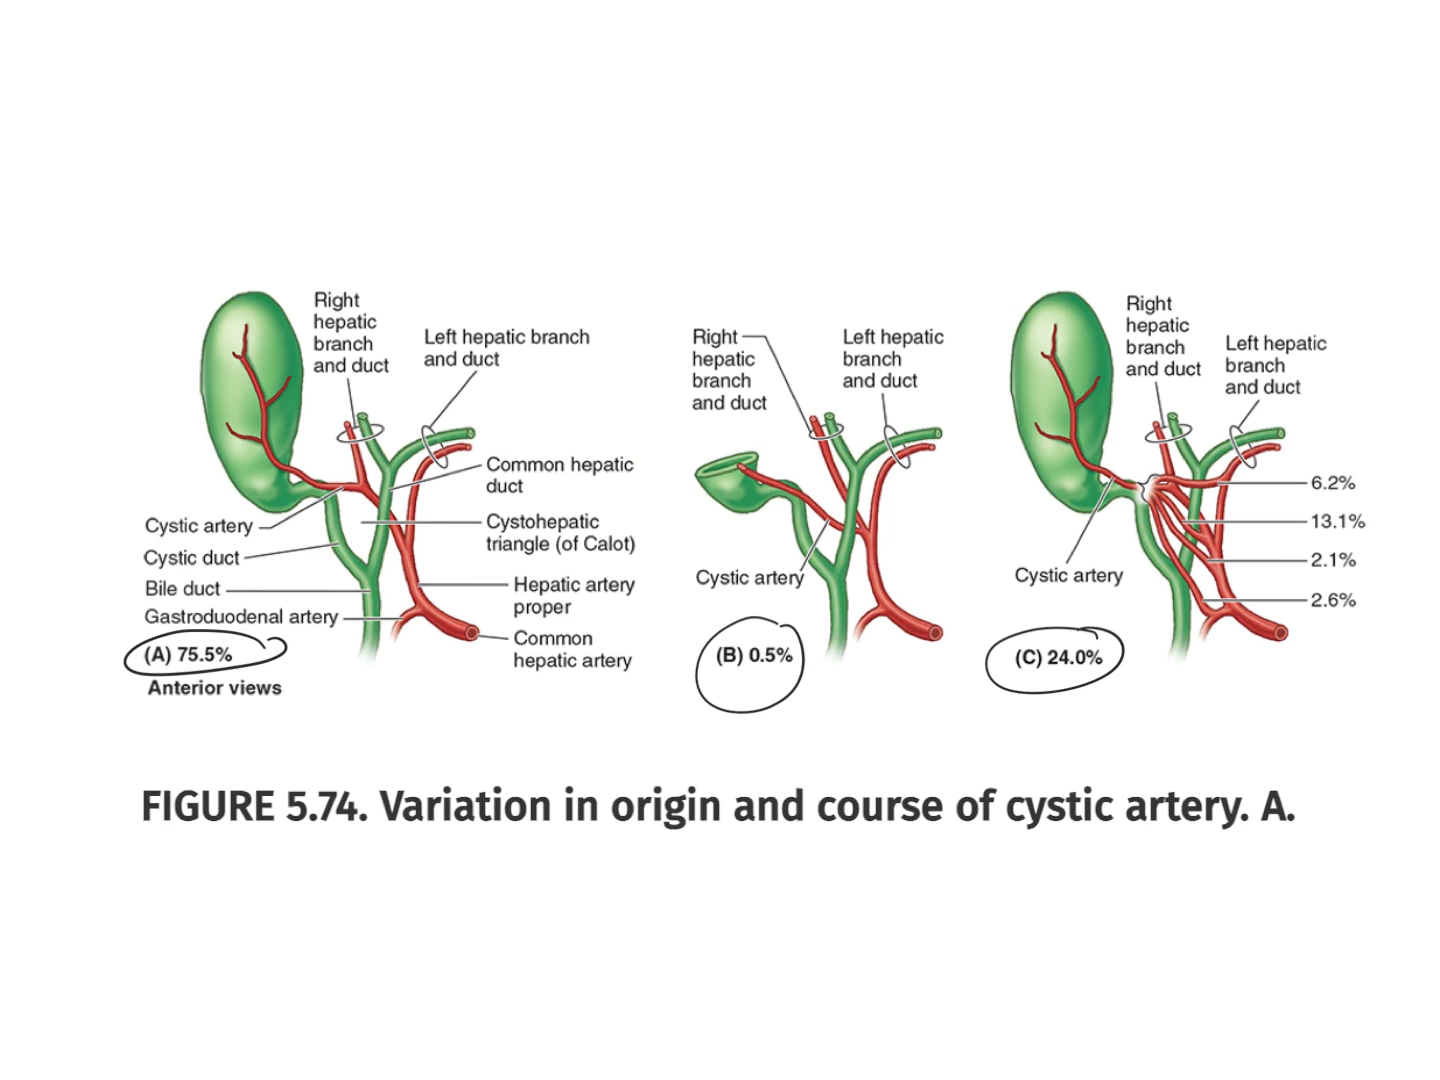 Right
hepatic
branch
and duct
Left hepatic branch
and duct
Common hepatic
duct
Cystic artery
Cystohepatic
triangle (of Calot)
Cystic duct
Bile duct
Hepatic artery
proper
Gastroduodenal artery
Common
hepatic artery
(A) 75.5%
Anterior views
Right
hepatic
branch
and duct
Left hepatic
branch
and duct
Cystic artery
(B) 0.5%
Right
hepatic
branch
and duct
Left hepatic
branch
and duct
6.2%
13.1%
2.1%
2.6%
Cystic artery
(C) 24.0%
FIGURE 5.74. Variation in origin and course of cystic artery. A.